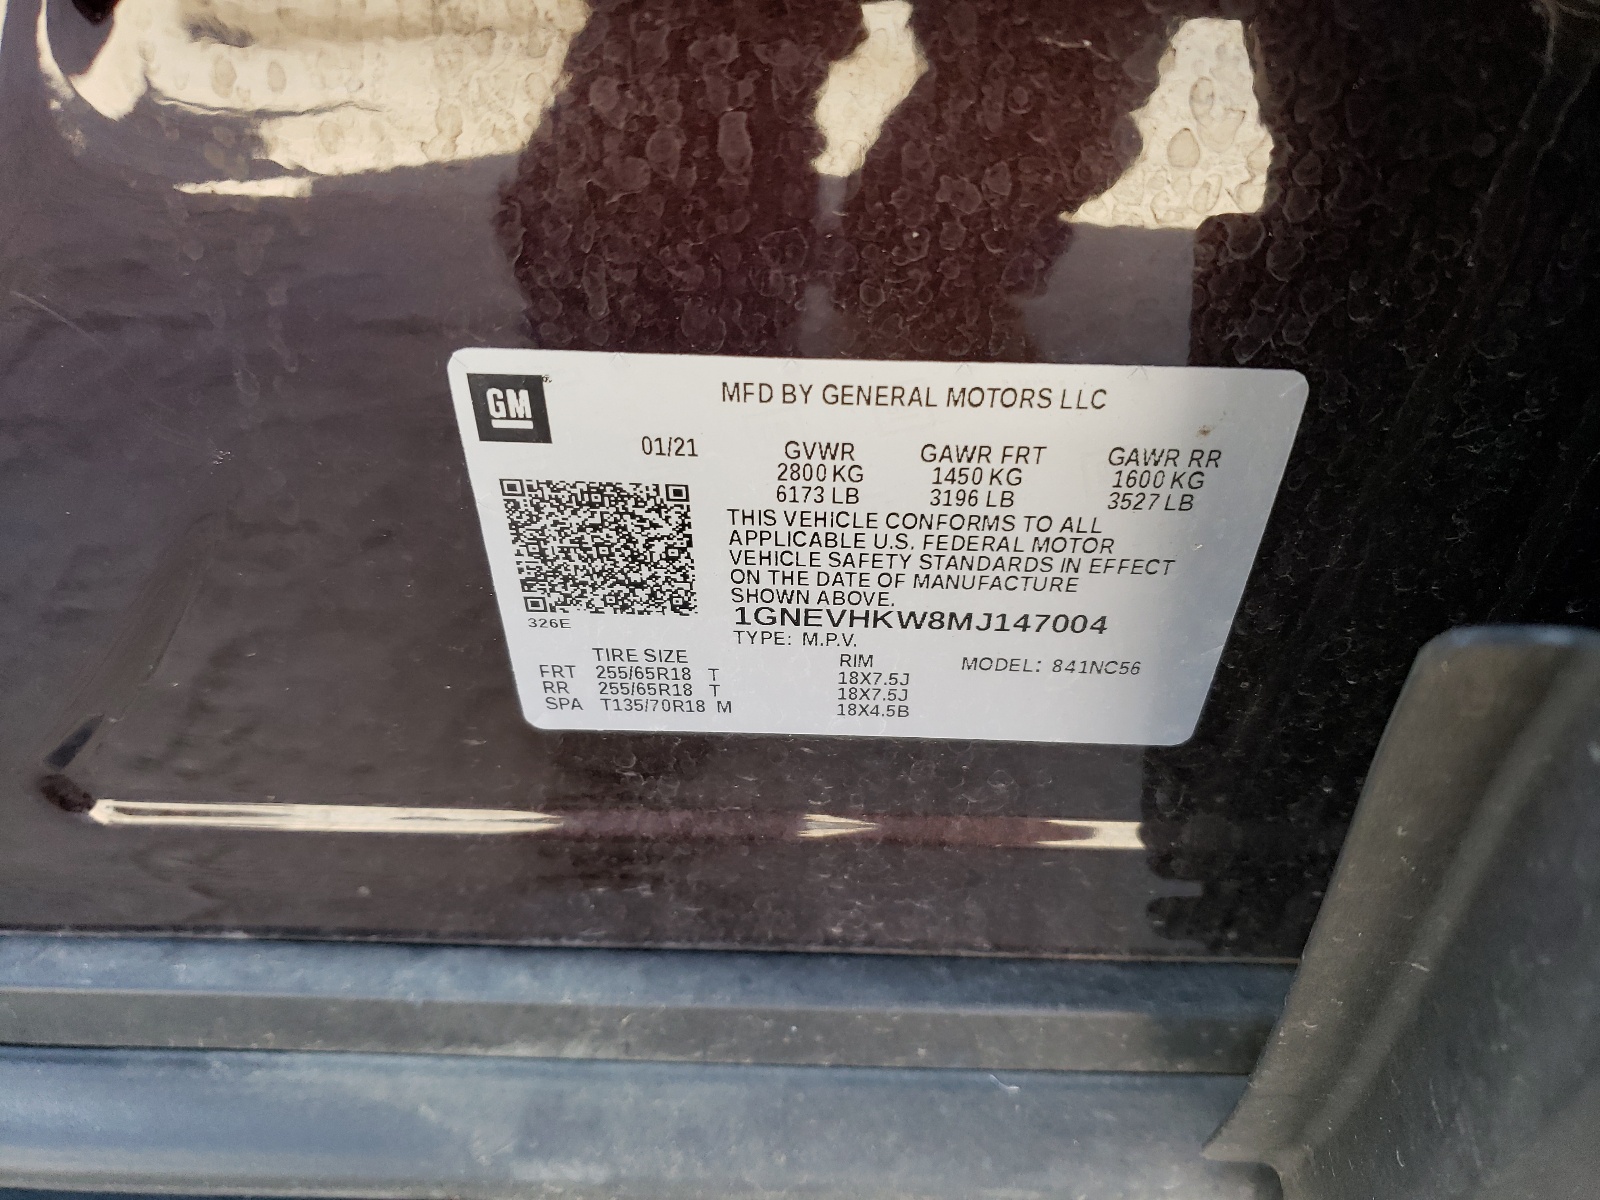 GM
MFD BY GENERAL MOTORS LLC
01/21 GVWR GAWR FRT GAWR RR
2800 KG 1450 KG 1600 KG
6173 LB 3196 LB 3527 LB
THIS VEHICLE CONFORMS TO ALL
APPLICABLE U.S. FEDERAL MOTOR
VEHICLE SAFETY STANDARDS IN EFFECT
ON THE DATE OF MANUFACTURE
SHOWN ABOVE.
326E
1GNEVHKW8MJ147004
TYPE: M.P.V.
TIRE SIZE RIM MODEL: 841NC56
FRT 255/65R18 T 18X7.5J
RR 255/65R18 T 18X7.5J
SPA T135/70R18 M 18X4.5B